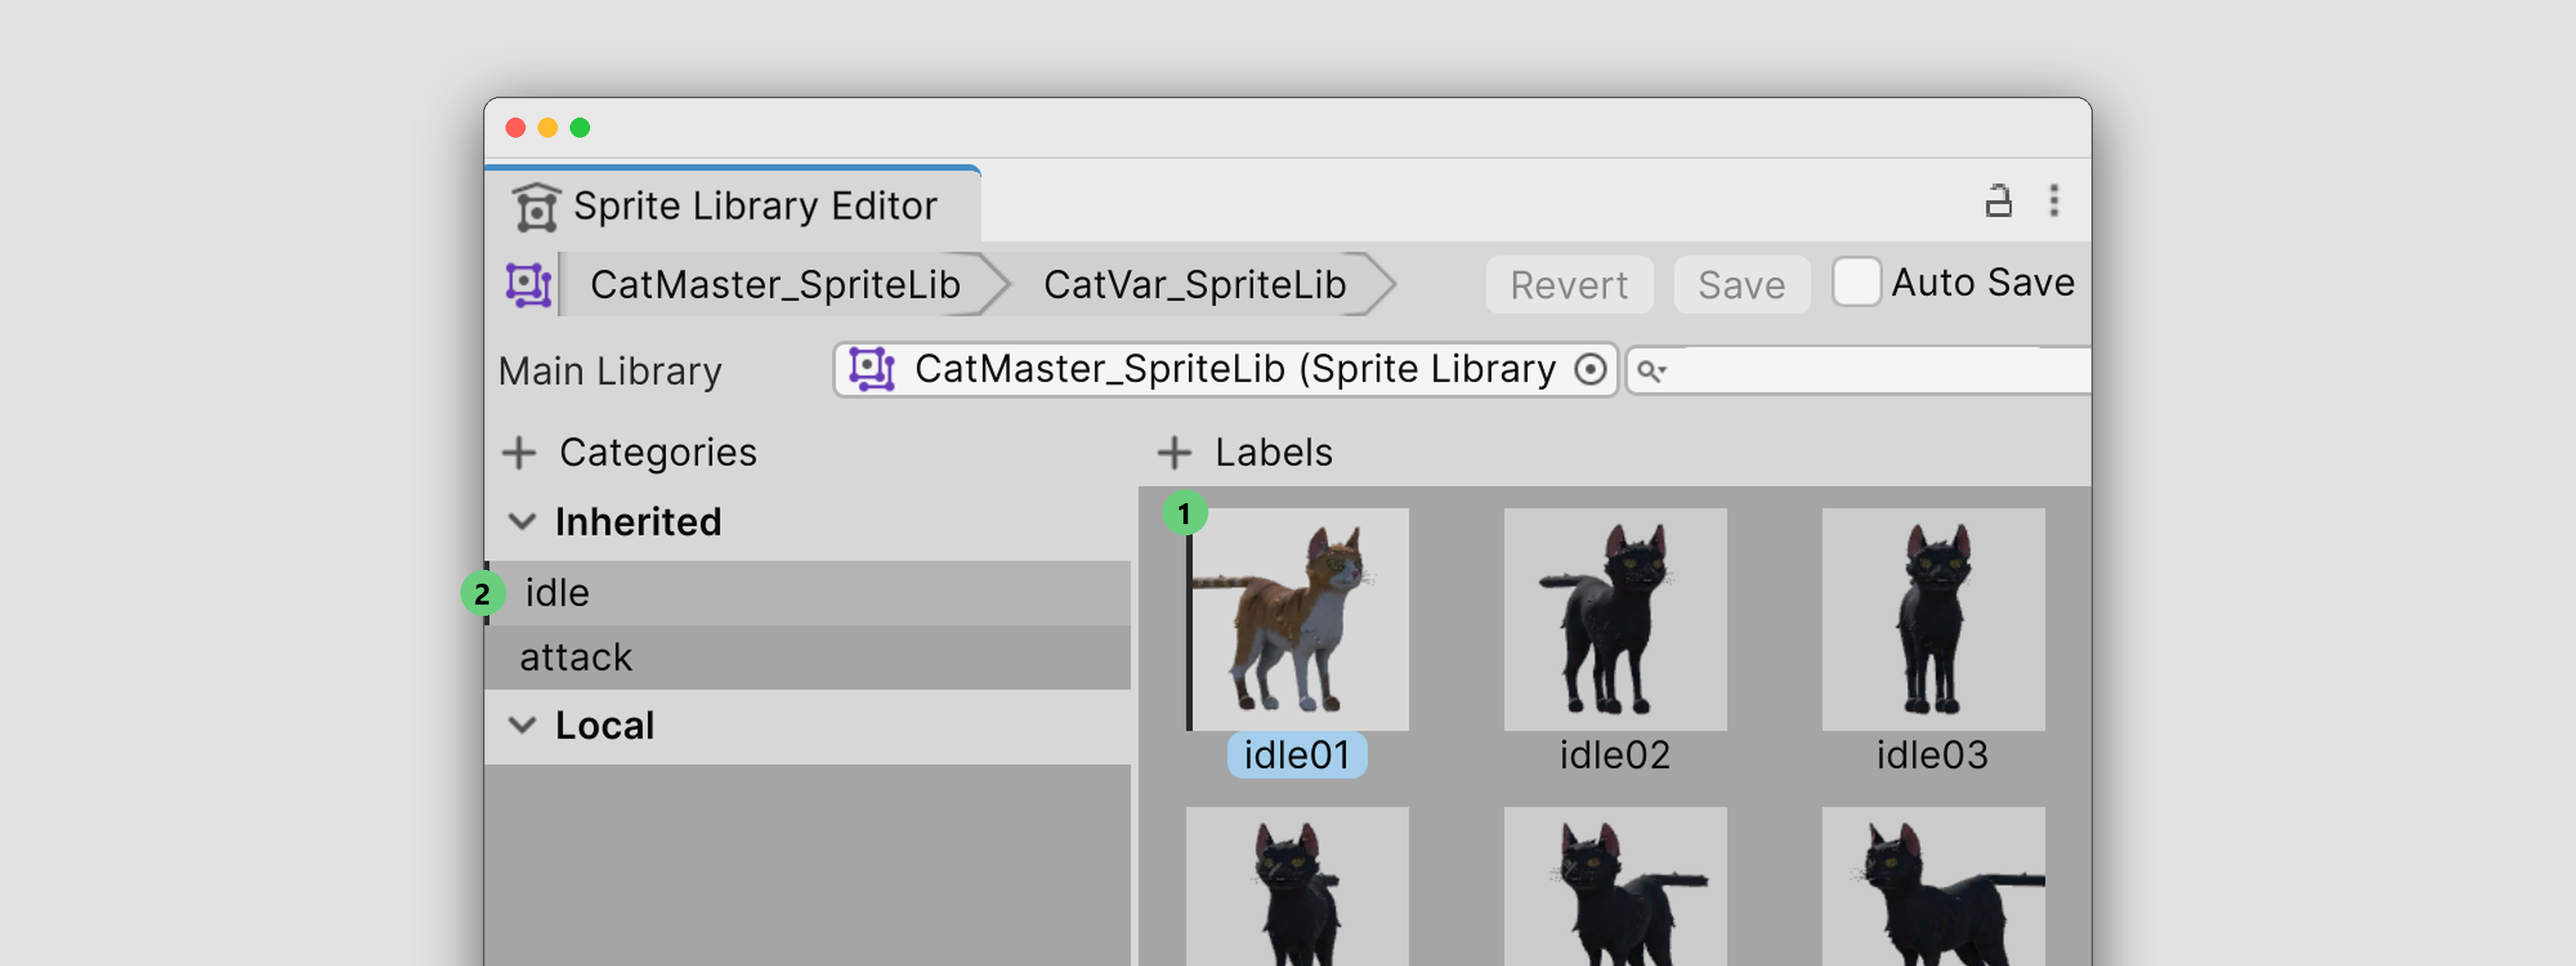 Sprite Library Editor
CatMaster_SpriteLib CatVar_SpriteLib Revert Save Auto Save
Main Library CatMaster_SpriteLib (Sprite Library
Categories
Labels
Inherited
1
2 idle
attack
Local
idle01 idle02 idle03